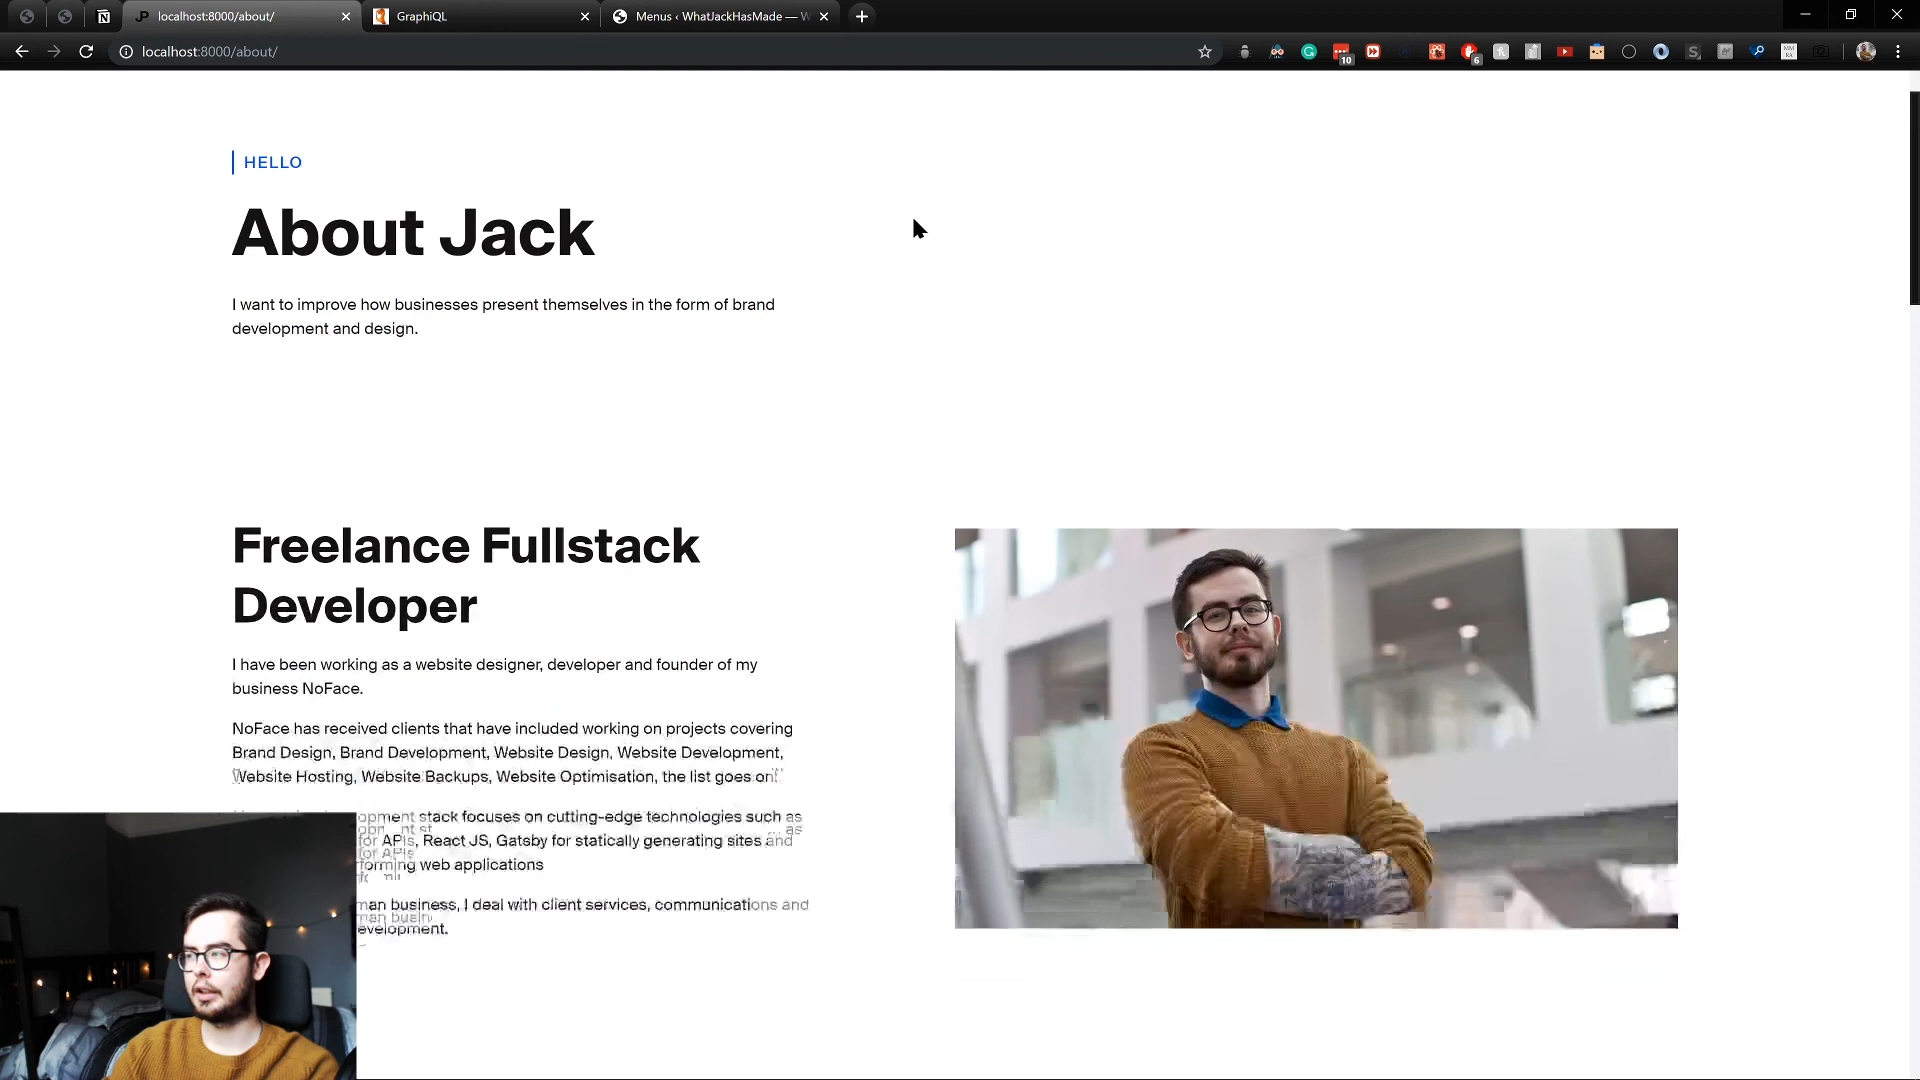 localhost:8000/about/
GraphiQL
Menus ‹ WhatJackHasMade — W
localhost:8000/about/
10
6
HELLO
About Jack
I want to improve how businesses present themselves in the form of brand
development and design.
Freelance Fullstack
Developer
I have been working as a website designer, developer and founder of my
business NoFace.
NoFace has received clients that have included working on projects covering
Brand Design, Brand Development, Website Design, Website Development,
Website Hosting, Website Backups, Website Optimisation, the list goes on
stack focuses on cutting-edge technologies such as
for APIs, React JS, Gatsby for statically generating sites and
web applications
business, I deal with client services, and